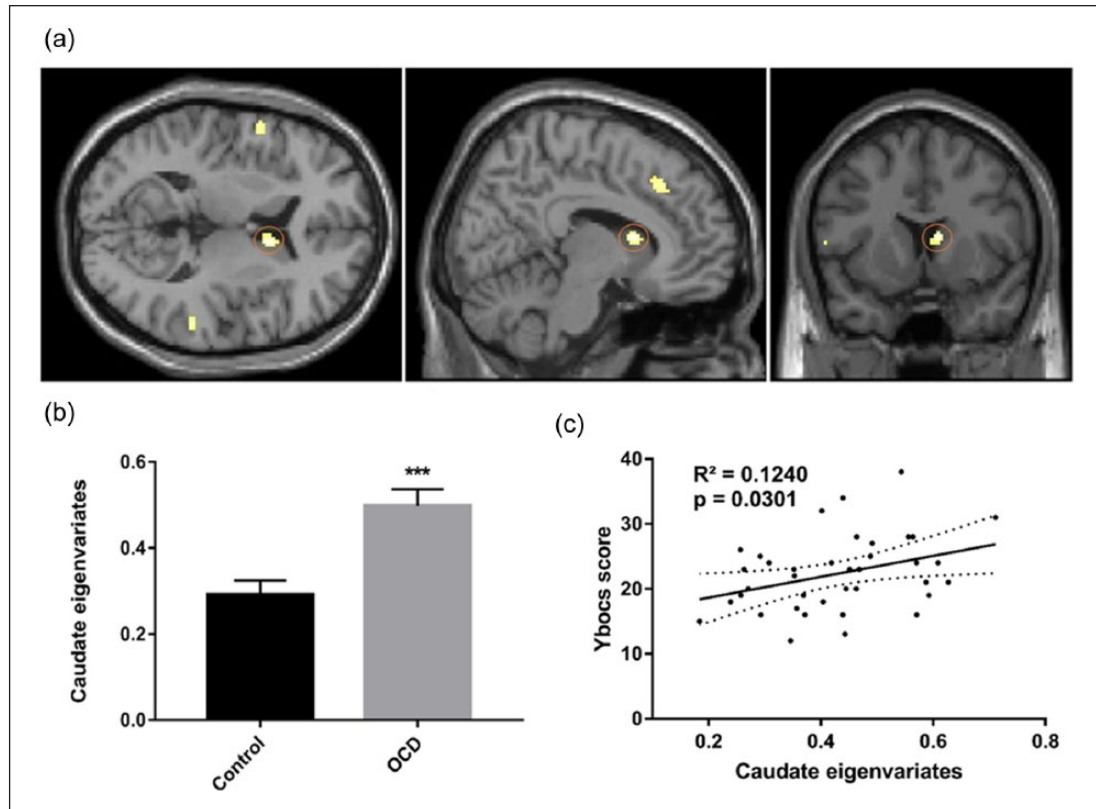 (a)
(b)
0.6
0.4
0.2
0.0
Caudate eigenvariates
***
Control
OCD
(c)
R² = 0.1240
p = 0.0301
40
30
20
10
0
Ybocs score
0.2
0.4
0.6
0.8
Caudate eigenvariates